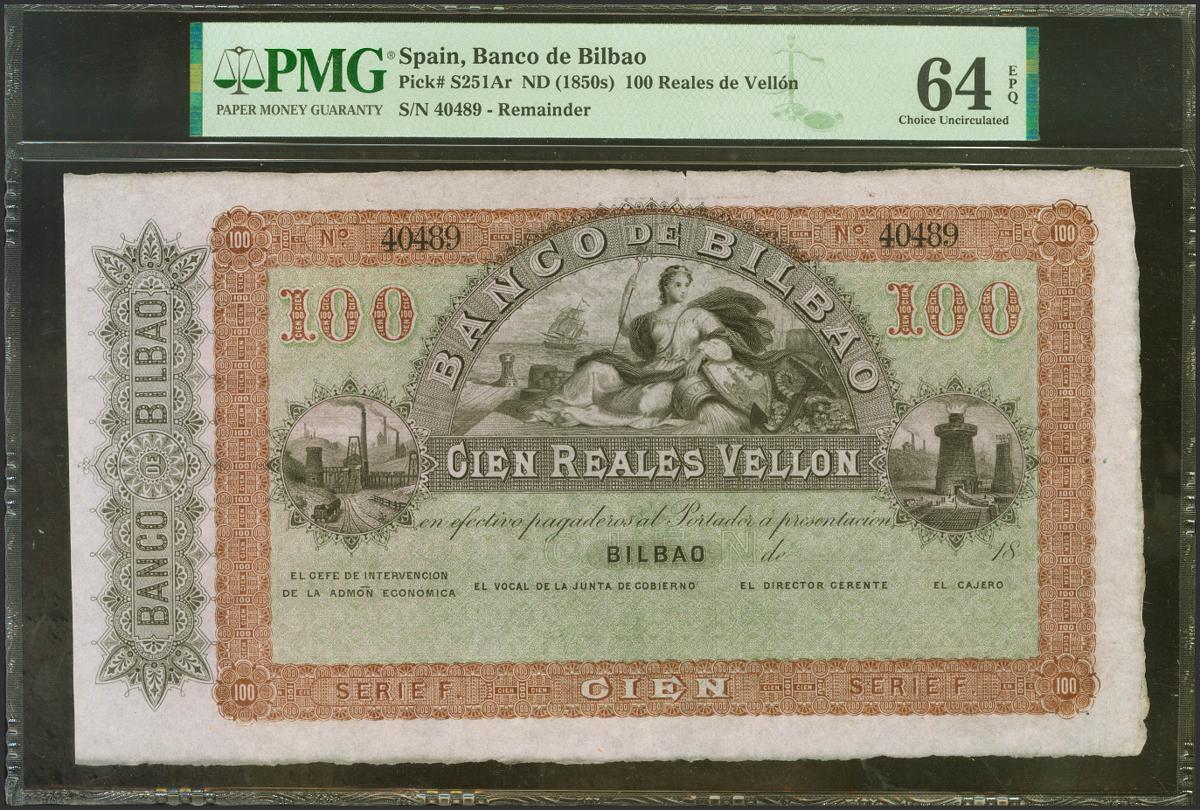 PMG®
PAPER MONEY GUARANTY
Spain, Banco de Bilbao
Pick# S251Ar ND (1850s) 100 Reales de Vellón
S/N 40489 - Remainder
64 EPQ
Choice Uncirculated
100 Nº 40489 Nº 40489 100
BANCO DE BILBAO
100 100
BANCO DE BILBAO
CIEN REALES VELLON
en efectivo pagaderos al Portador á presentacion
BILBAO de 18
EL GEFE DE INTERVENCION
DE LA ADMON ECONOMICA
EL VOCAL DE LA JUNTA DE GOBIERNO
EL DIRECTOR GERENTE
EL CAJERO
100 SERIE F. CIEN SERIE F 100